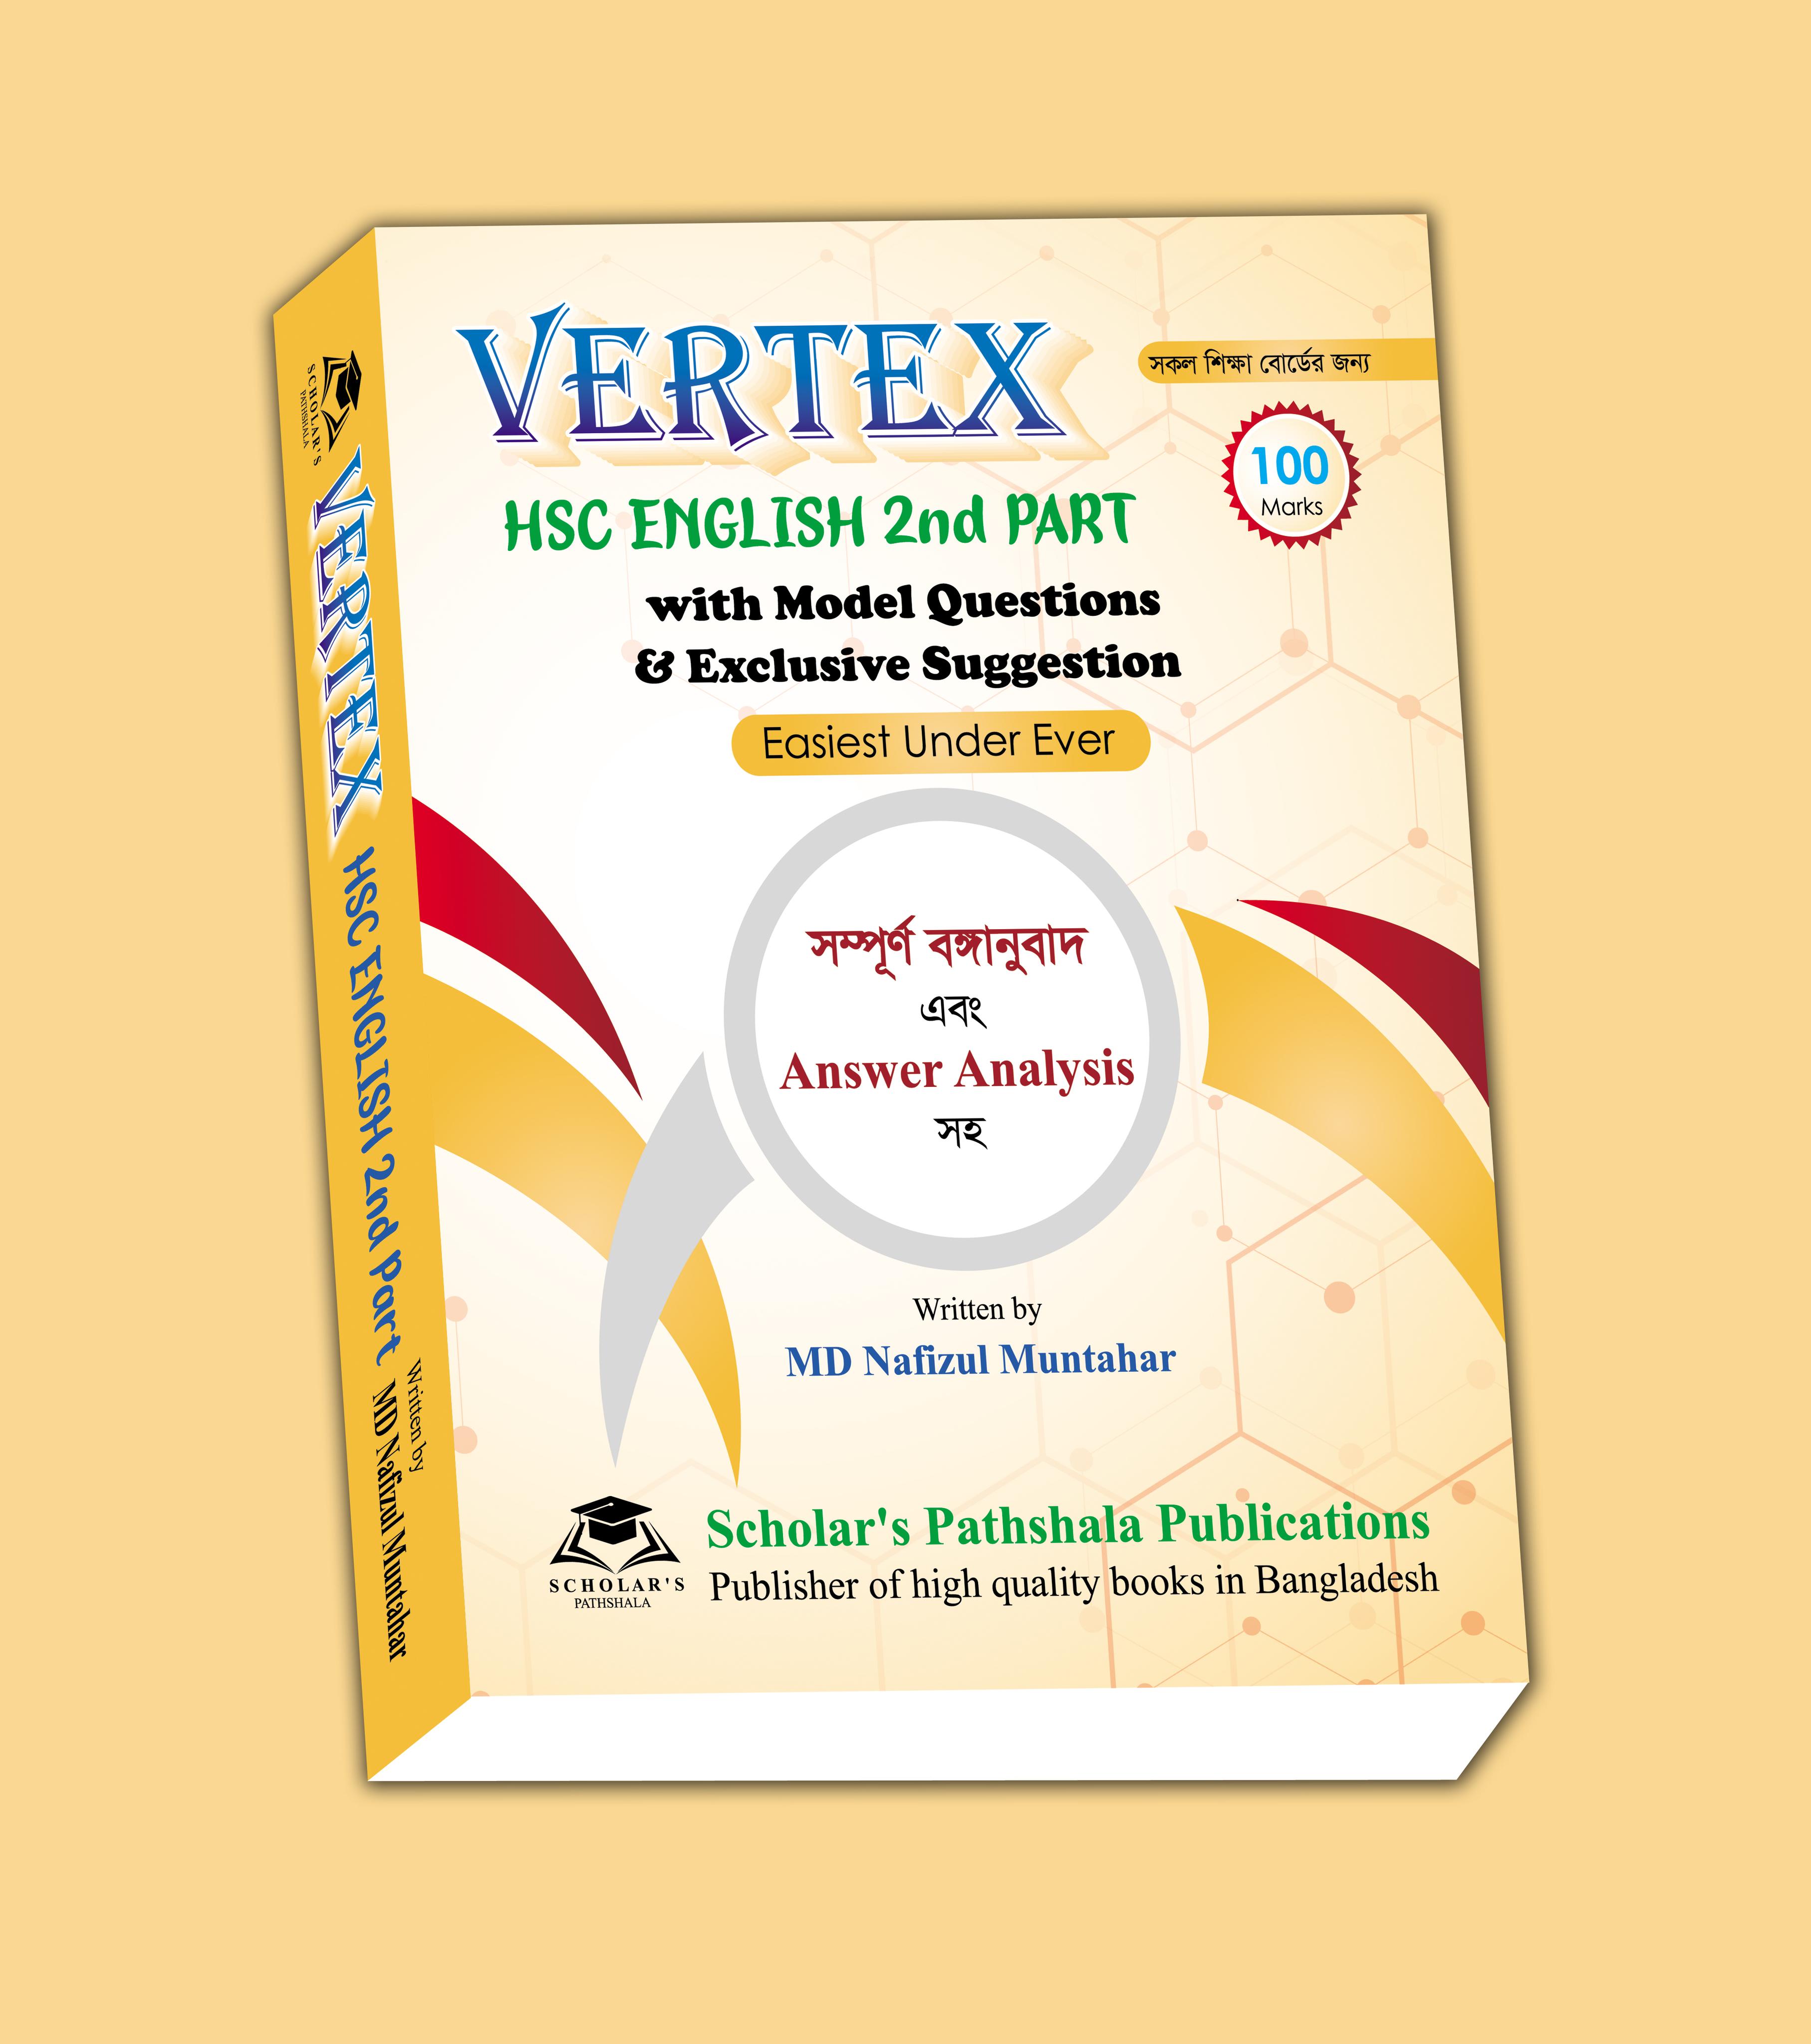 VERTEX
সকল শিক্ষা বোর্ডের জন্য
100
Marks
HSC ENGLISH 2nd PART
with Model Questions
& Exclusive Suggestion
Easiest Under Ever
সম্পূর্ণ বঙ্গানুবাদ
এবং
Answer Analysis
সহ
Written by
MD Nafizul Muntahar
Scholar's Pathshala Publications
Publisher of high quality books in Bangladesh
SCHOLAR'S
PATHSHALA
SCHOLAR'S
PATHSHALA
VERTEX
HSC ENGLISH 2nd Part
Written by
MD Nafizul Muntahar